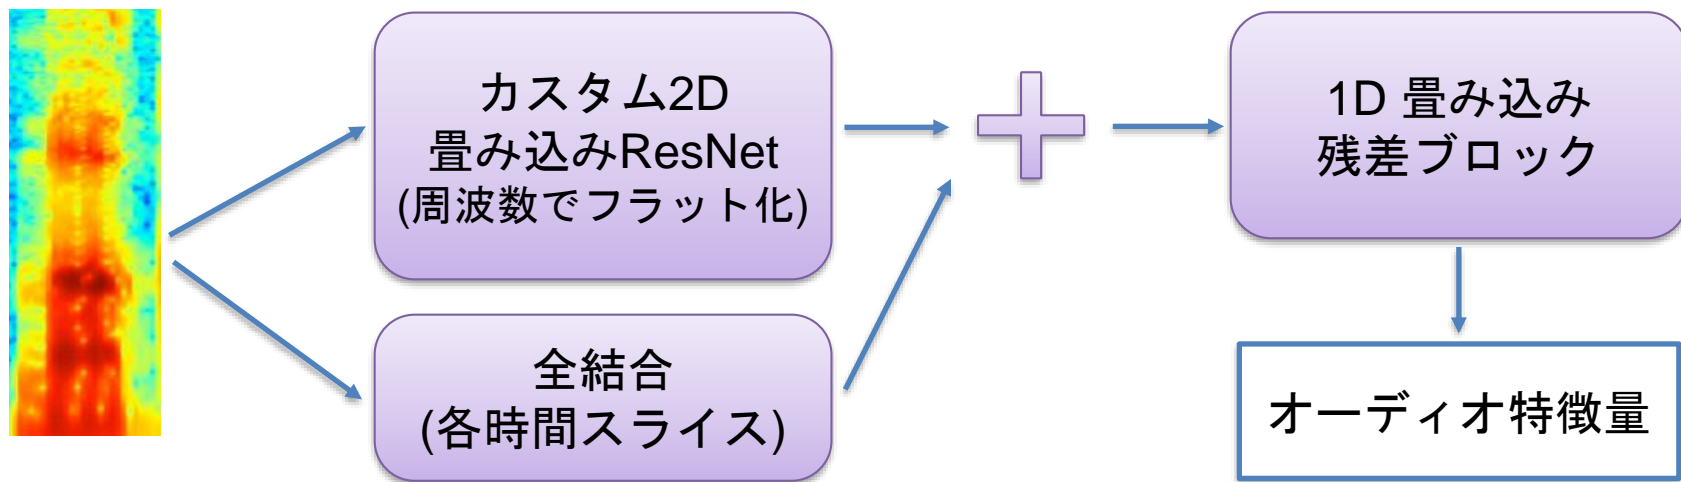 カスタム2D
畳み込みResNet
(周波数でフラット化)
全結合
(各時間スライス)
1D 畳み込み
残差ブロック
オーディオ特徴量